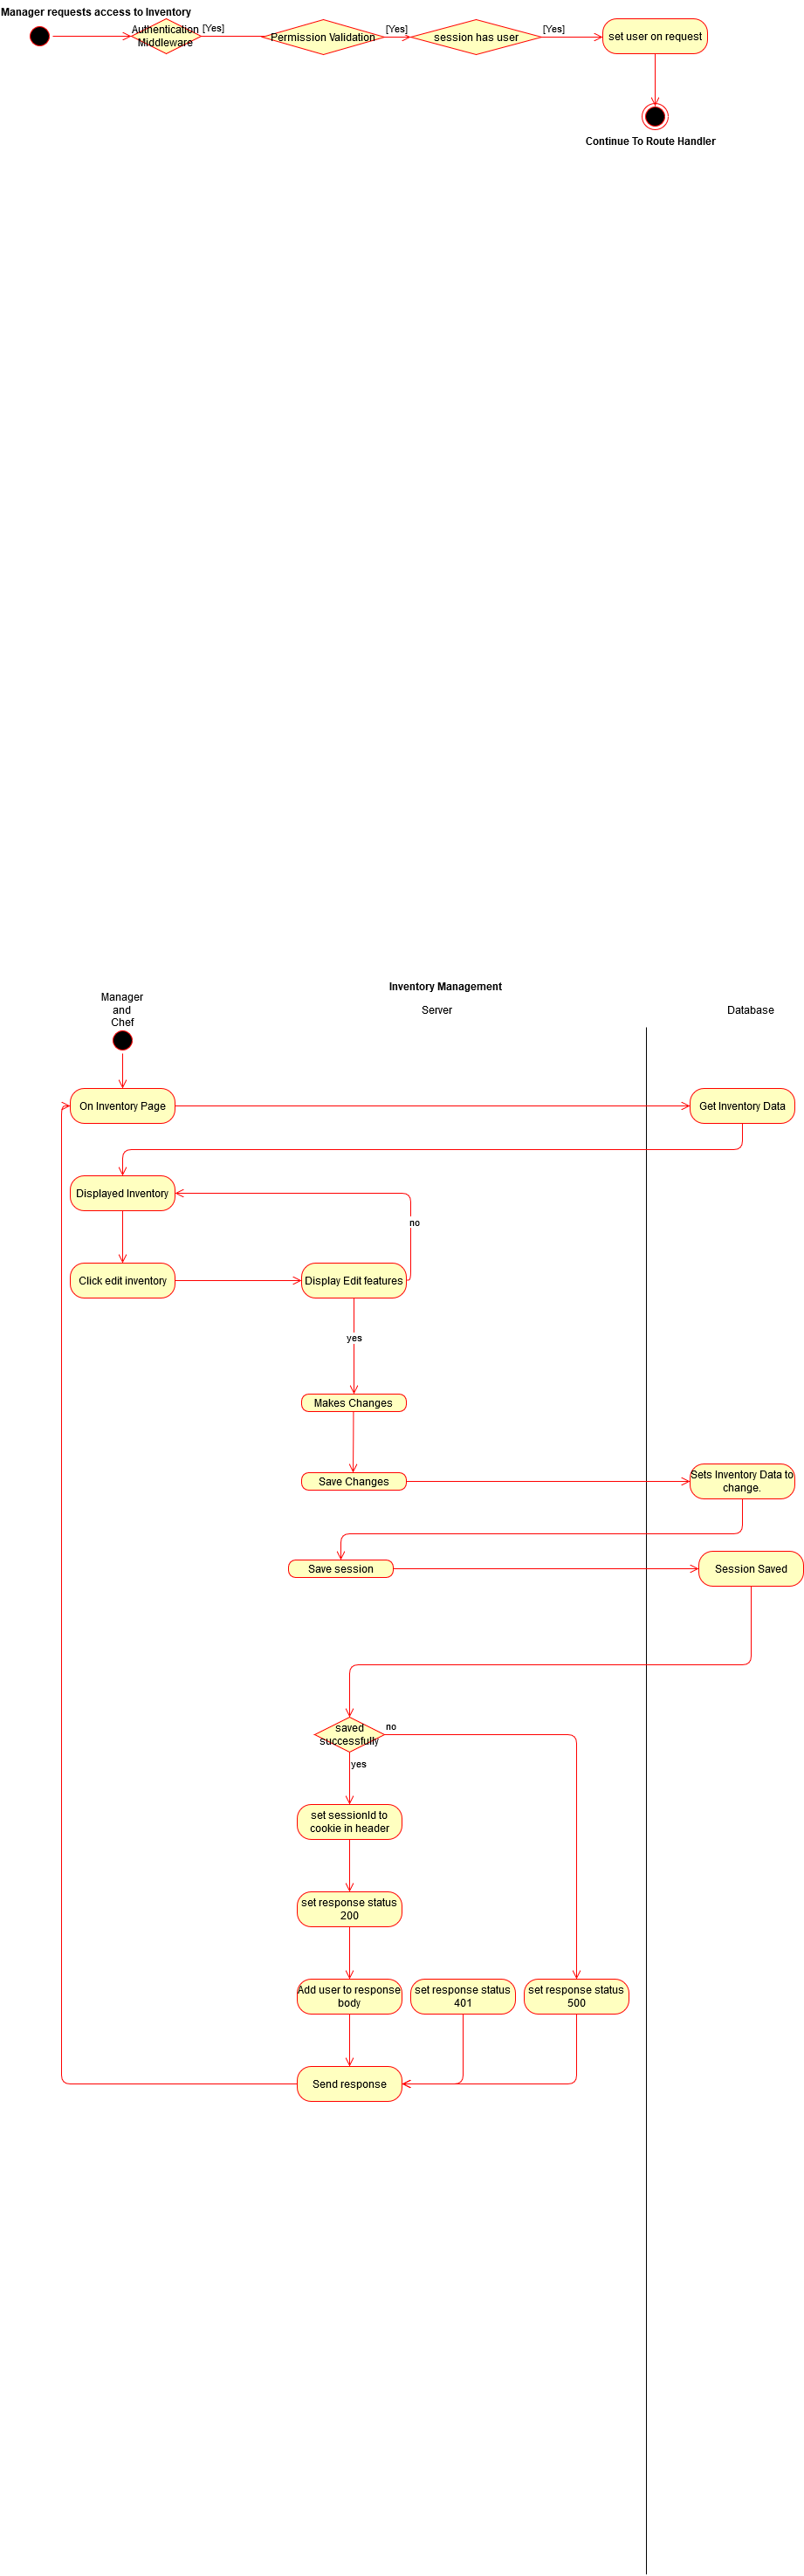 Manager requests access to Inventory
Authentication
Middleware
[Yes]
Permission Validation
[Yes]
session has user
[Yes]
set user on request
Continue To Route Handler
Inventory Management
Manager
and
Chef
Server
Database
On Inventory Page
Get Inventory Data
Displayed Inventory
no
Click edit inventory
Display Edit features
yes
Makes Changes
Save Changes
Sets Inventory Data to
change.
Save session
Session Saved
saved
successfully
no
yes
set sessionId to
cookie in header
set response status
200
Add user to response
body
set response status
401
set response status
500
Send response